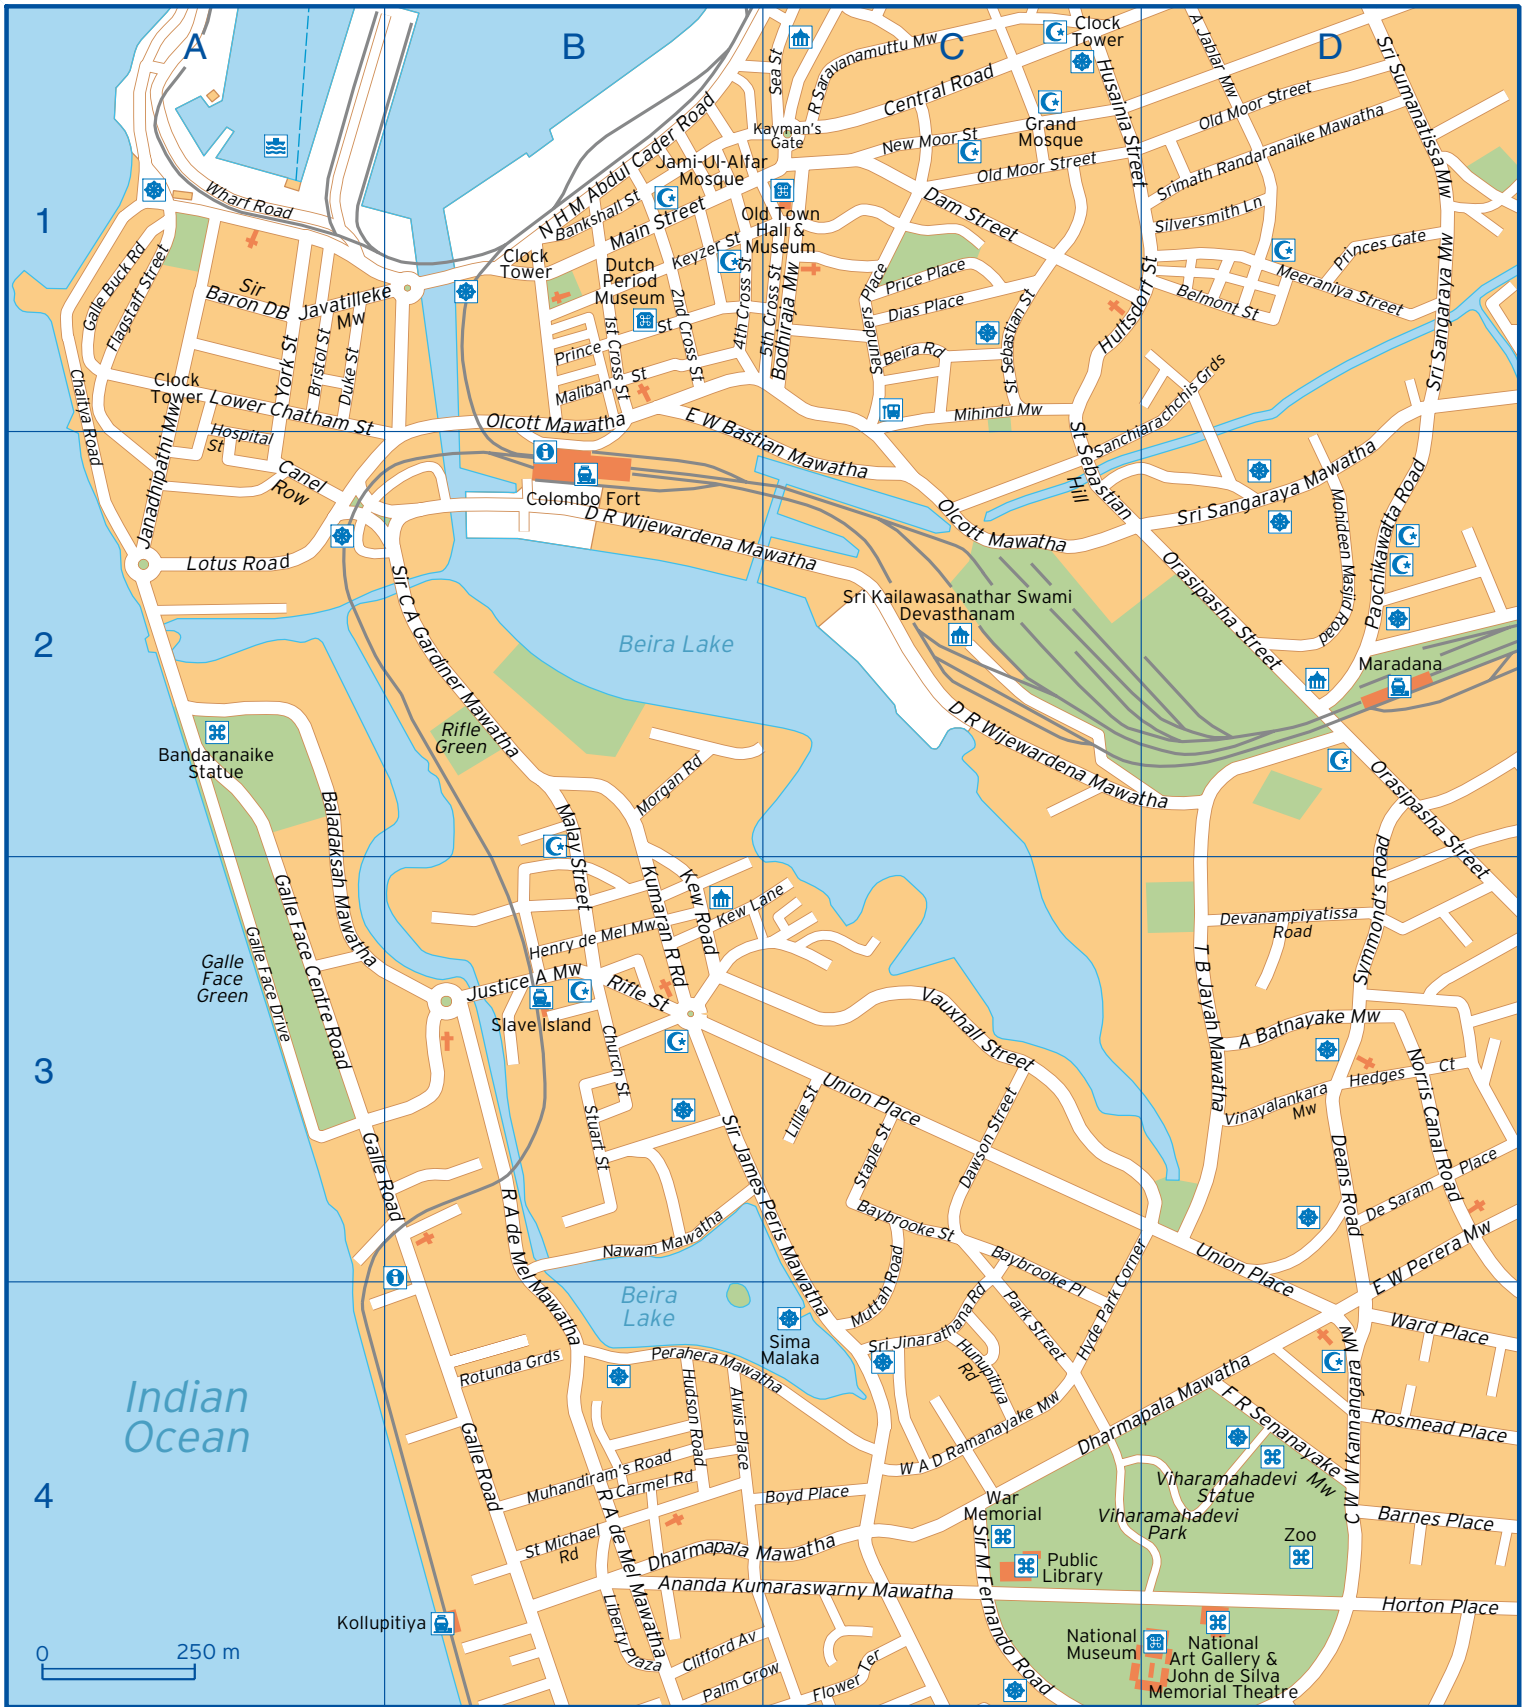 A
B
C
D
1
2
3
4
Clock
Tower
Sea St
R Saravanamuttu Mw
Central Road
Husainia Street
A Jabiar Mw
Sri Sumanatissa Mw
Old Moor Street
Srimath Randaranaike Mawatha
Grand
Mosque
New Moor St
Old Moor Street
Kayman's
Gate
N H M Abdul Cader Road
Jami-Ul-Alfar
Mosque
Bankshall St
Main Street
Keyzer St
Old Town
Hall &
Museum
Dam Street
Silversmith Ln
Princes Gate
Meeraniya Street
Belmont St
Sri Sangaraya Mw
Hultsdorf St
Wharf Road
Galle Buck Rd
Flagstaff Street
Sir
Baron DB
Javatilleke
Mw
York St
Bristol St
Duke St
Clock
Tower
Dutch
Period
Museum
Prince
St
Maliban
St
1st Cross St
2nd Cross St
4th Cross St
5th Cross St
Bodhiraja Mw
Saunders Place
Price Place
Dias Place
Beira Rd
St Sebastian St
Mihindu Mw
Sanchiarachchis Grds
Chaitya Road
Clock
Tower
Lower Chatham St
Hospital
St
Canel
Row
Janadhipathi Mw
Lotus Road
Olcott Mawatha
E W Bastian Mawatha
Colombo Fort
D R Wijewardena Mawatha
St Sebastian
Hill
Olcott Mawatha
Sri Sangaraya Mawatha
Mohideen Masjid Road
Paochikawatta Road
Orasipasha Street
Sri Kailawasanathar Swami
Devasthanam
Maradana
Sir C A Gardiner Mawatha
Beira Lake
Rifle
Green
Morgan Rd
D R Wijewardena Mawatha
Orasipasha Street
Bandaranaike
Statue
Baladaksah Mawatha
Malay Street
Kumaran R Rd
Kew Road
Kew Lane
Henry de Mel Mw
Justice A Mw
Rifle St
Slave Island
Church St
Stuart St
Galle Face Centre Road
Galle Face Drive
Galle
Face
Green
Vauxhall Street
Union Place
Lillie St
Staple St
Dawson Street
T B Jayah Mawatha
Devanampiyatissa
Road
Symmond's Road
A Batnayake Mw
Hedges Ct
Vinayalankara
Mw
Norris Canal Road
Deans Road
De Saram Place
E W Perera Mw
Galle Road
R A de Mel Mawatha
Nawam Mawatha
Sir James Peris Mawatha
Baybrooke St
Baybrooke Pl
Muttah Road
Sri Jinarathana Rd
Park Street
Hunupitiya
Rd
Hyde Park Corner
Union Place
Beira
Lake
Sima
Malaka
Perahera Mawatha
Rotunda Grds
Hudson Road
Alwis Place
Ward Place
Rosmead Place
Barnes Place
C W W Kannangara Mw
F R Senanayake
Mw
Dharmapala Mawatha
W A D Ramanayake Mw
Indian
Ocean
Galle Road
Muhandiram's Road
Carmel Rd
Boyd Place
St Michael
Rd
R A de Mel Mawatha
Dharmapala Mawatha
Ananda Kumaraswarny Mawatha
War
Memorial
Public
Library
Sir M Fernando Road
Viharamahadevi
Statue
Viharamahadevi
Park
Zoo
Horton Place
Kollupitiya
Liberty Plaza
Clifford Av
Palm Grow
Flower Ter
National
Museum
National
Art Gallery &
John de Silva
Memorial Theatre
0
250 m